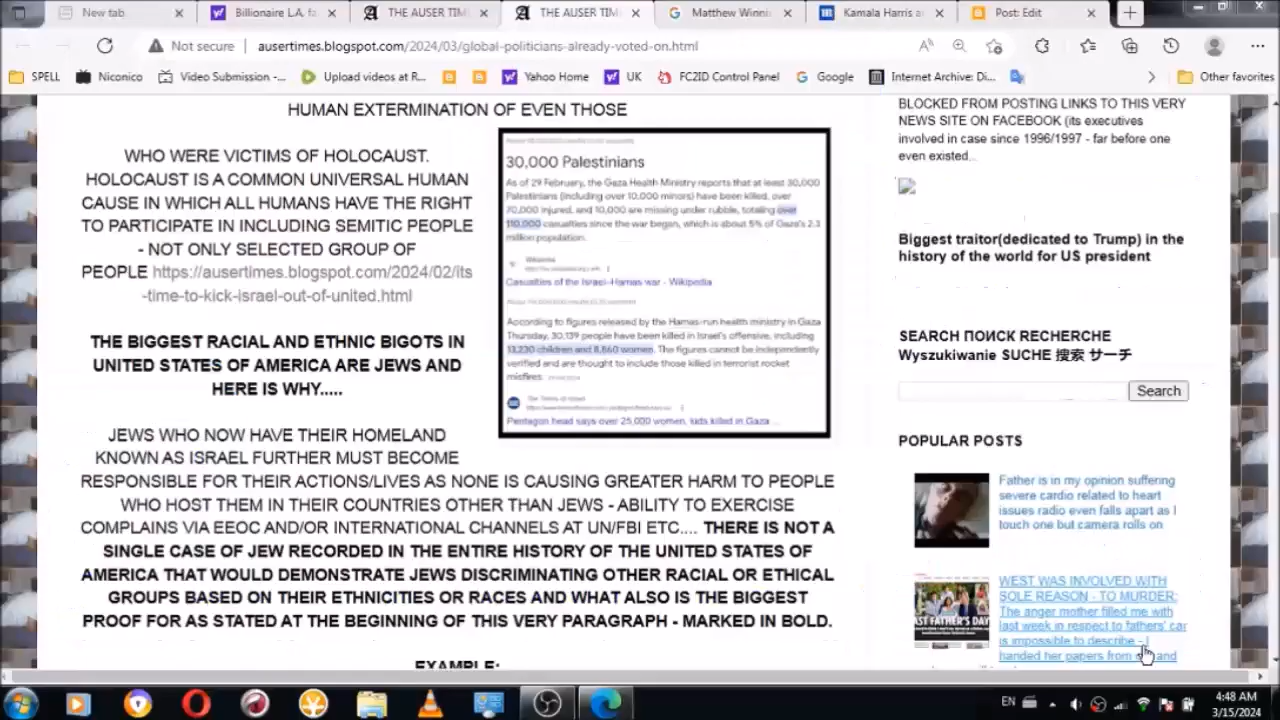 New tab
Billionaire L.A. fa
THE AUSER TIM
THE AUSER TIM
Matthew Winni
Kamala Harris a
Post: Edit
Not secure
ausertimes.blogspot.com/2024/03/global-politicians-already-voted-on.html
SPELL
Niconico
Video Submission -...
Upload videos at R...
Yahoo Home
UK
FC2ID Control Panel
Google
Internet Archive: Di...
Other favorites
HUMAN EXTERMINATION OF EVEN THOSE
WHO WERE VICTIMS OF HOLOCAUST.
HOLOCAUST IS A COMMON UNIVERSAL HUMAN
CAUSE IN WHICH ALL HUMANS HAVE THE RIGHT
TO PARTICIPATE IN INCLUDING SEMITIC PEOPLE
- NOT ONLY SELECTED GROUP OF
PEOPLE https://ausertimes.blogspot.com/2024/02/its
-time-to-kick-israel-out-of-united.html
THE BIGGEST RACIAL AND ETHNIC BIGOTS IN
UNITED STATES OF AMERICA ARE JEWS AND
HERE IS WHY.....
JEWS WHO NOW HAVE THEIR HOMELAND
KNOWN AS ISRAEL FURTHER MUST BECOME
RESPONSIBLE FOR THEIR ACTIONS/LIVES AS NONE IS CAUSING GREATER HARM TO PEOPLE
WHO HOST THEM IN THEIR COUNTRIES OTHER THAN JEWS - ABILITY TO EXERCISE
COMPLAINS VIA EEOC AND/OR INTERNATIONAL CHANNELS AT UN/FBI ETC.... THERE IS NOT A
SINGLE CASE OF JEW RECORDED IN THE ENTIRE HISTORY OF THE UNITED STATES OF
AMERICA THAT WOULD DEMONSTRATE JEWS DISCRIMINATING OTHER RACIAL OR ETHICAL
GROUPS BASED ON THEIR ETHNICITIES OR RACES AND WHAT ALSO IS THE BIGGEST
PROOF FOR AS STATED AT THE BEGINING OF THIS VERY PARAGRAPH - MARKED IN BOLD.
EXAMPLE:
30,000 Palestinians
As of 29 February, the Gaza Health Ministry reports that at least 30,000
Palestinians (including over 10,000 minors) have been killed, over
70,000 injured, and 10,000 are missing under rubble, totaling over
110,000 casualties since the war began, which is about 5% of Gaza's 2.3
million population.
Wikipedia
Casualties of the Israel-Hamas war - Wikipedia
According to figures released by the Hamas-run health ministry in Gaza
Thursday, 30,139 people have been killed in Israel's offensive, including
13,230 children and 8,860 women. The figures cannot be independently
verified and are thought to include those killed in terrorist rocket
misfires.
The Times of Israel
Pentagon head says over 25,000 women, kids killed in Gaza ...
BLOCKED FROM POSTING LINKS TO THIS VERY
NEWS SITE ON FACEBOOK (its executives
involved in case since 1996/1997 - far before one
even existed...
Biggest traitor(dedicated to Trump) in the
history of the world for US president
SEARCH ПОИСК RECHERCHE
Wyszukiwanie SUCHE 搜索 サーチ
Search
POPULAR POSTS
Father is in my opinion suffering
severe cardio related to heart
issues radio even falls apart as I
touch one but camera rolls on
WEST WAS INVOLVED WITH
SOLE REASON - TO MURDER:
The anger mother filled me with
last week in respect to fathers' car
is impossible to describe - I
handed her papers from and
AST FATHER'S DAY
EN
4:48 AM
3/15/2024